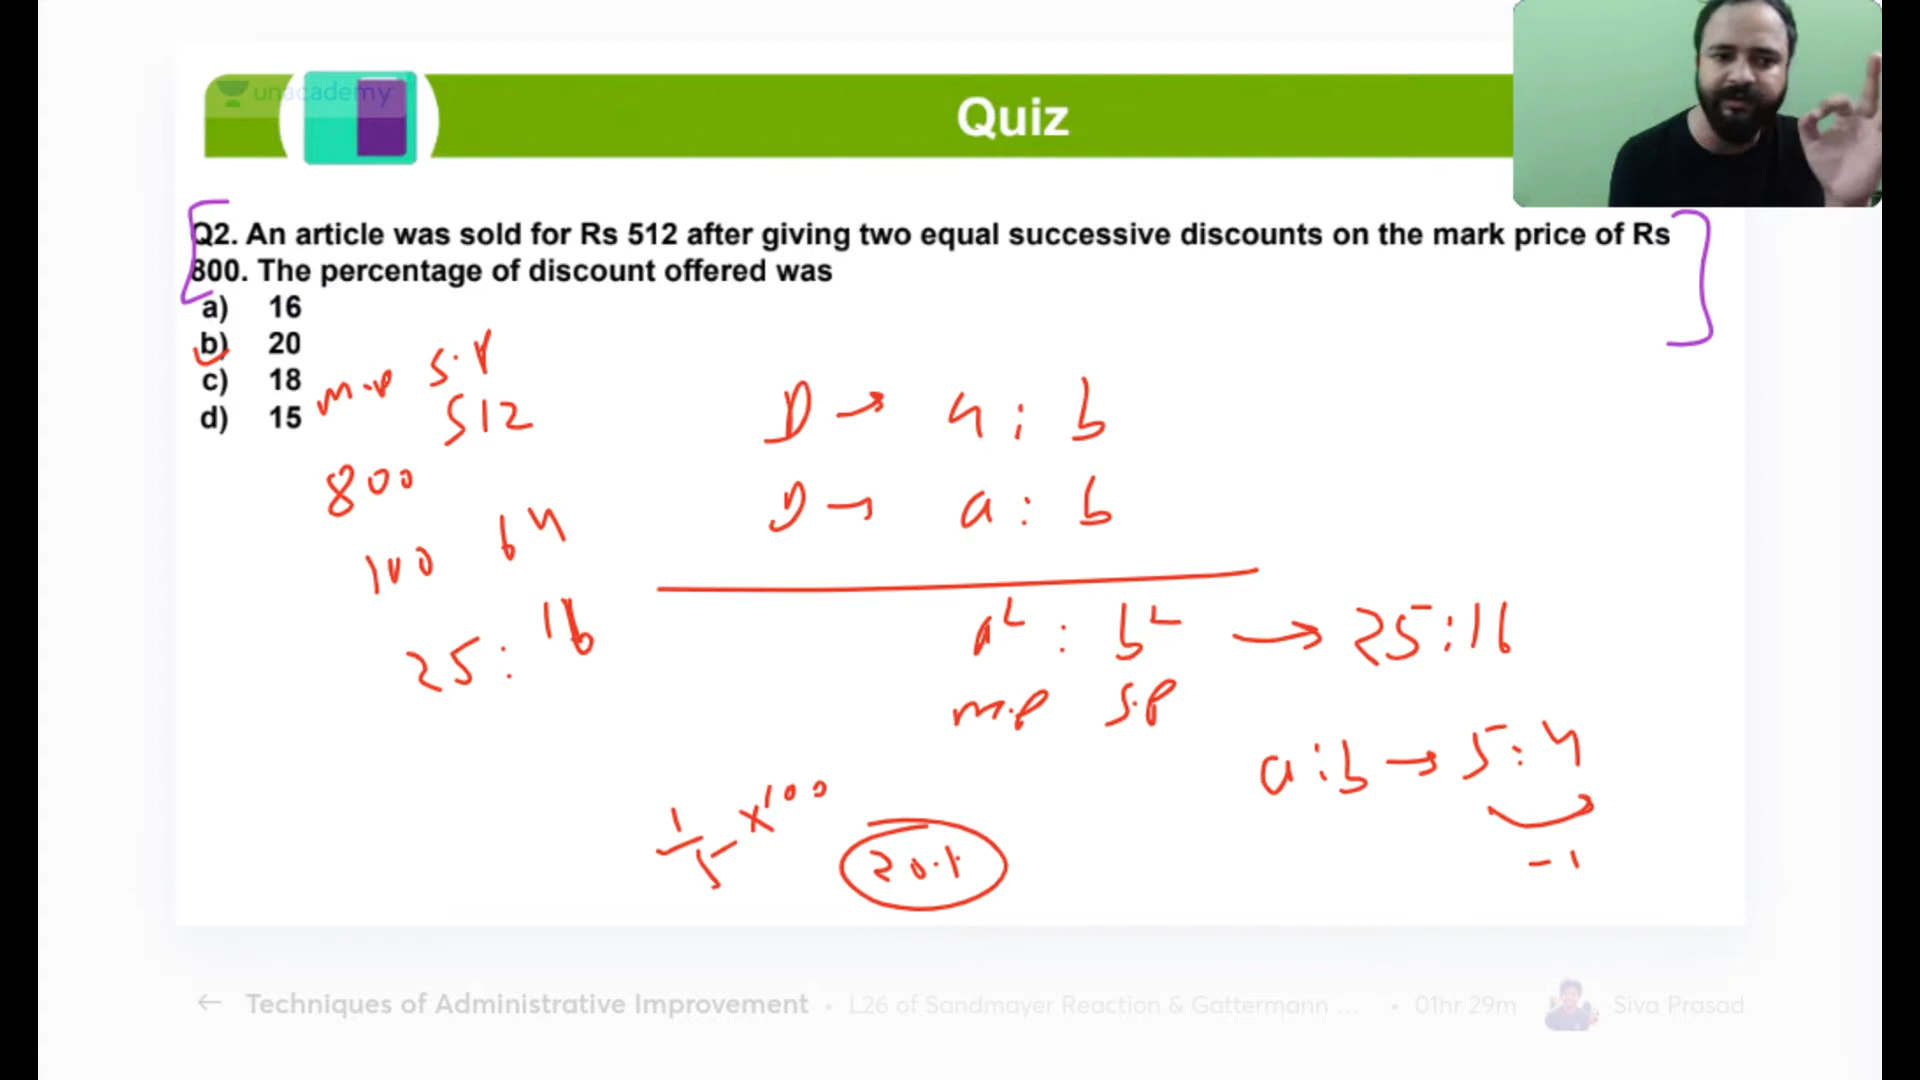 unacademy
Quiz
Q2. An article was sold for Rs 512 after giving two equal successive discounts on the mark price of Rs
800. The percentage of discount offered was
a) 16
b) 20
c) 18
d) 15
m.p S.P
512
800
100 64
25 : 16
D → a : b
D → a : b
a² : b² → 25 : 16
m.p S.P
a : b → 5 : 4
-1
1/5 × 100
20%
← Techniques of Administrative Improvement • L26 of Sandmayer Reaction & Gattermann ... • 01hr 29m Siva Prasad